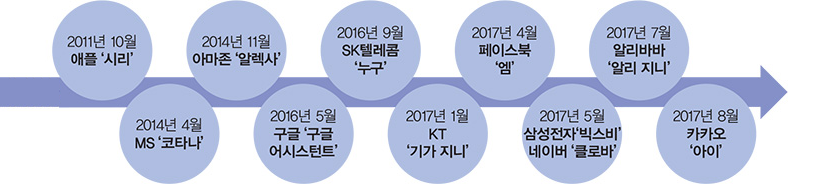 2011년 10월
애플 ‘시리’
2014년 4월
MS ‘코타나’
2014년 11월
아마존 ‘알렉사’
2016년 5월
구글 ‘구글
어시스턴트’
2016년 9월
SK텔레콤
‘누구’
2017년 1월
KT
‘기가 지니’
2017년 4월
페이스북
‘엠’
2017년 5월
삼성전자‘빅스비’
네이버 ‘클로바’
2017년 7월
알리바바
‘알리 지니’
2017년 8월
카카오
‘아이’